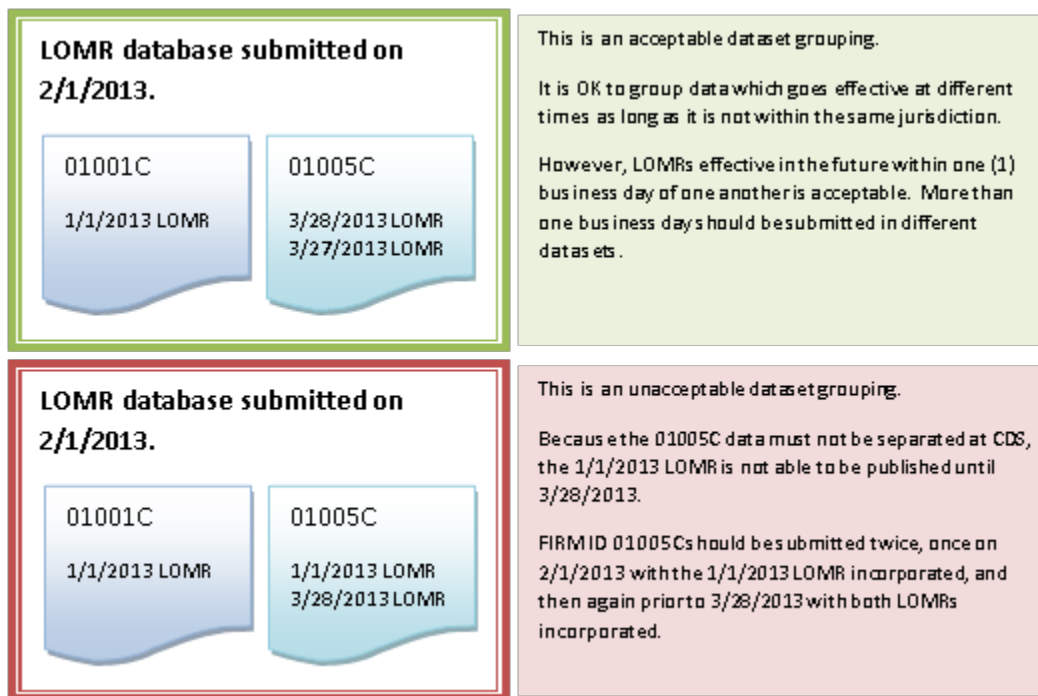 LOMR database submitted on
2/1/2013.
01001C
1/1/2013 LOMR
01005C
3/28/2013 LOMR
3/27/2013 LOMR
This is an acceptable dataset grouping.
It is OK to group data which goes effective at different
times as long as it is not within the same jurisdiction.
However, LOMRs effective in the future within one (1)
business day of one another is acceptable. More than
one business day should be submitted in different
datasets.
LOMR database submitted on
2/1/2013.
01001C
1/1/2013 LOMR
01005C
1/1/2013 LOMR
3/28/2013 LOMR
This is an unacceptable dataset grouping.
Because the 01005C data must not be separated at CDS,
the 1/1/2013 LOMR is not able to be published until
3/28/2013.
FIRM ID 01005C should be submitted twice, once on
2/1/2013 with the 1/1/2013 LOMR incorporated, and
then again prior to 3/28/2013 with both LOMRs
incorporated.